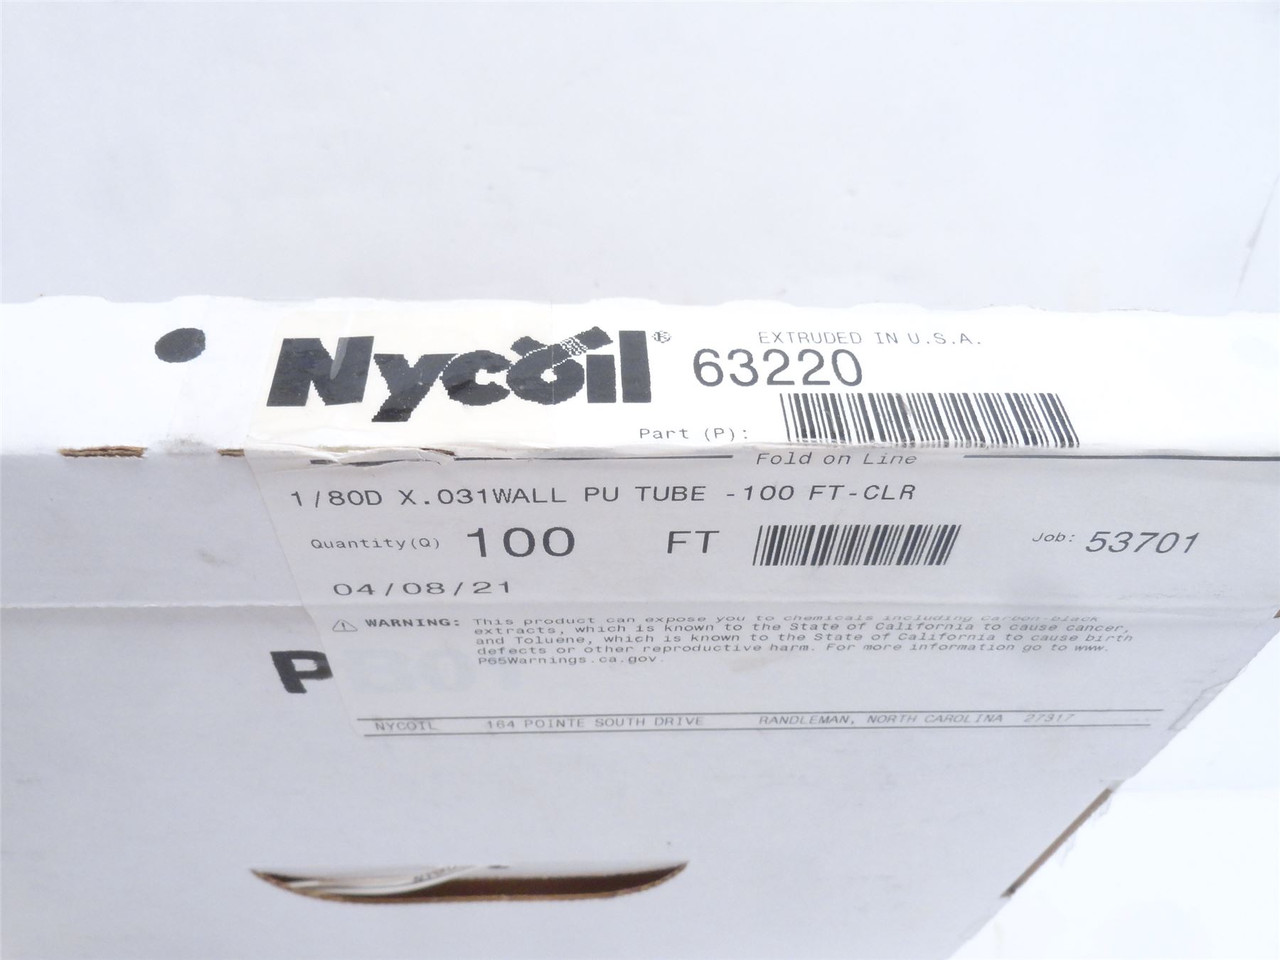 Nycoil®
EXTRUDED IN U.S.A.
63220
Part (P):
Fold on Line
1/8OD X.031WALL PU TUBE -100 FT-CLR
Quantity(Q) 100 FT Job: 53701
04/08/21
WARNING: This product can expose you to chemicals including carbon-black
extracts, which is known to the State of California to cause cancer,
and Toluene, which is known to the State of California to cause birth
defects or other reproductive harm. For more information go to www.
P65Warnings.ca.gov.
P
NYCOIL 164 POINTE SOUTH DRIVE RANDLEMAN, NORTH CAROLINA 27317